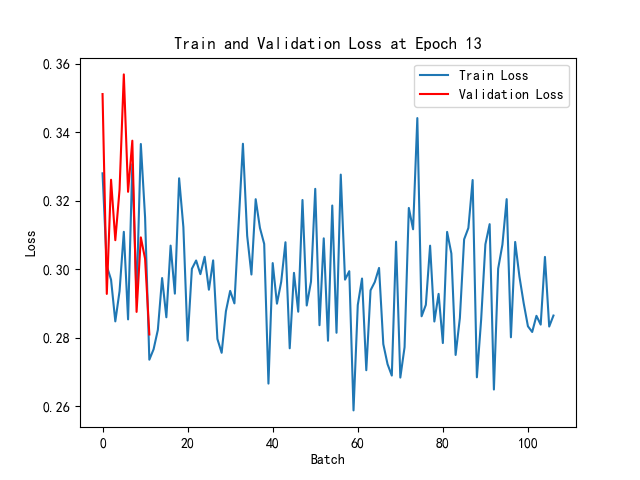 Train and Validation Loss at Epoch 13
Train Loss
Validation Loss
Loss
0.36
0.34
0.32
0.30
0.28
0.26
0 20 40 60 80 100
Batch